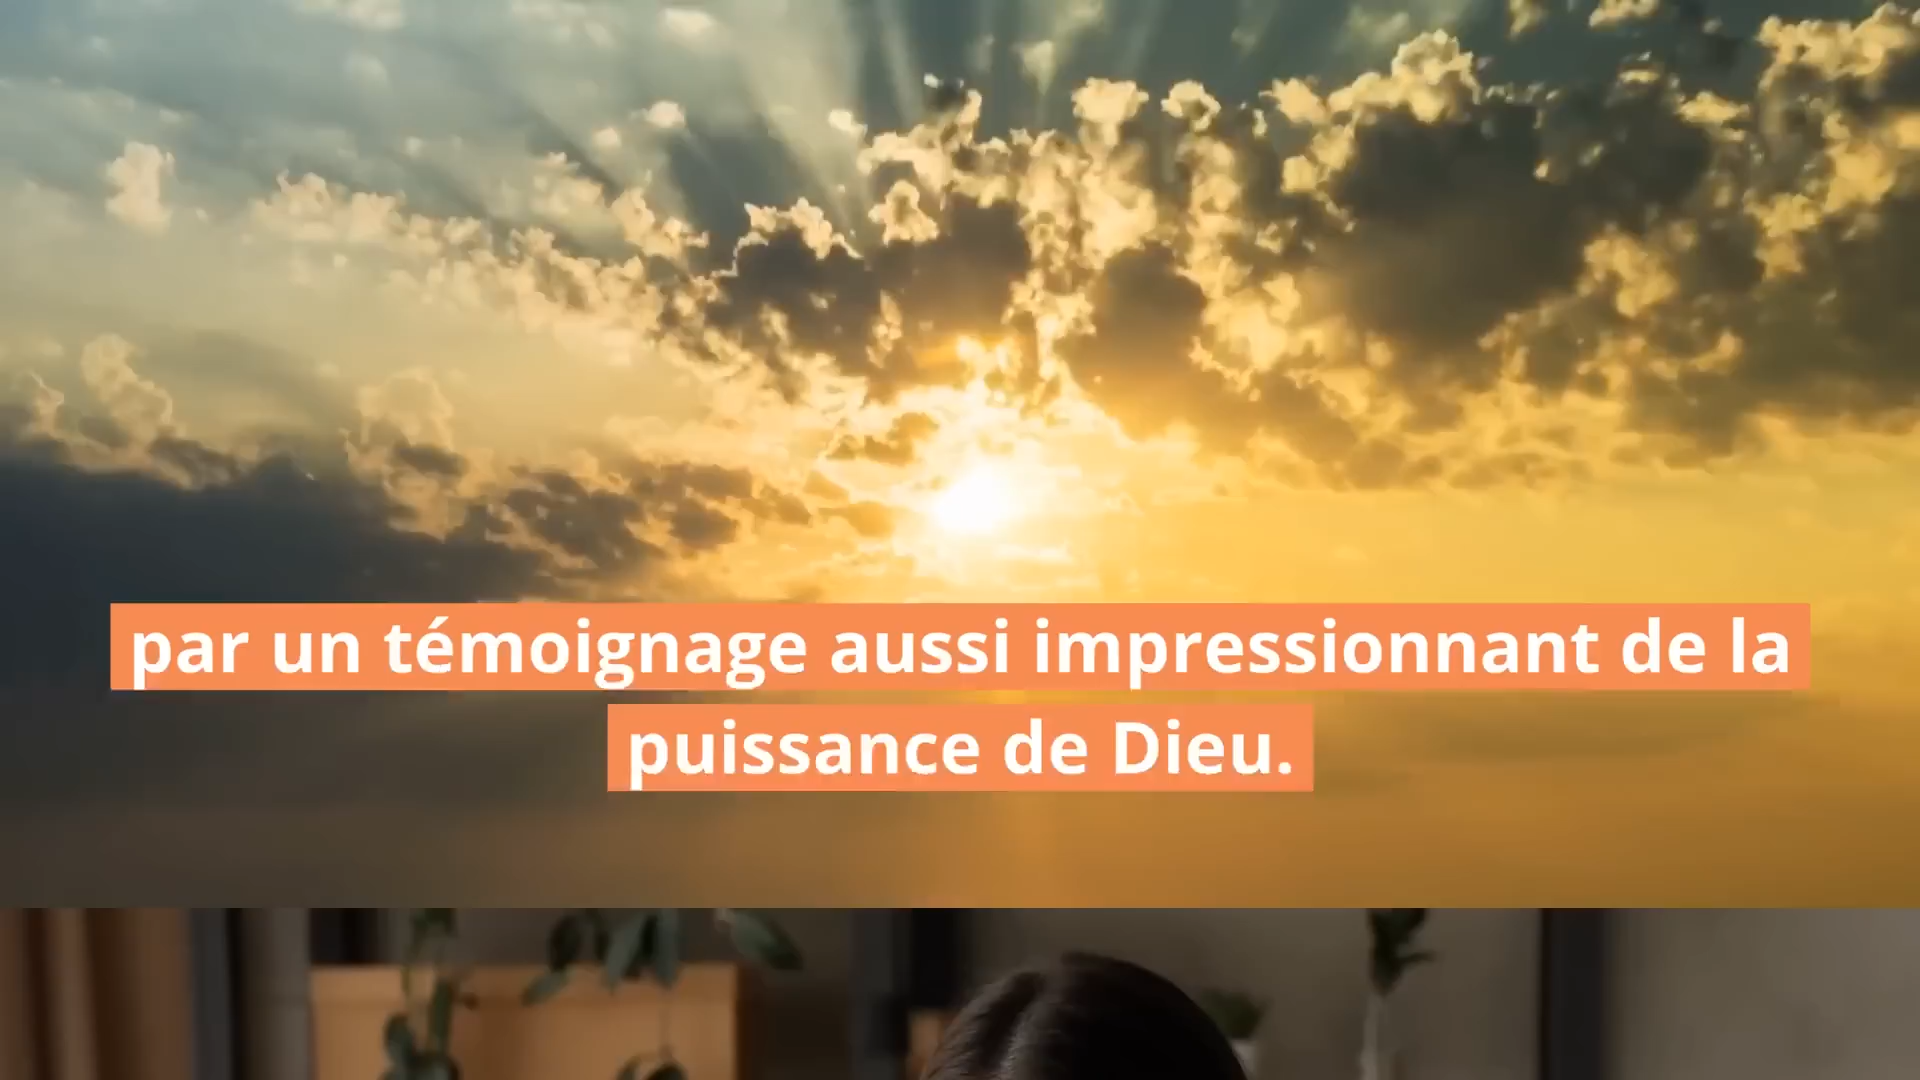 par un témoignage aussi impressionnant de la
puissance de Dieu.